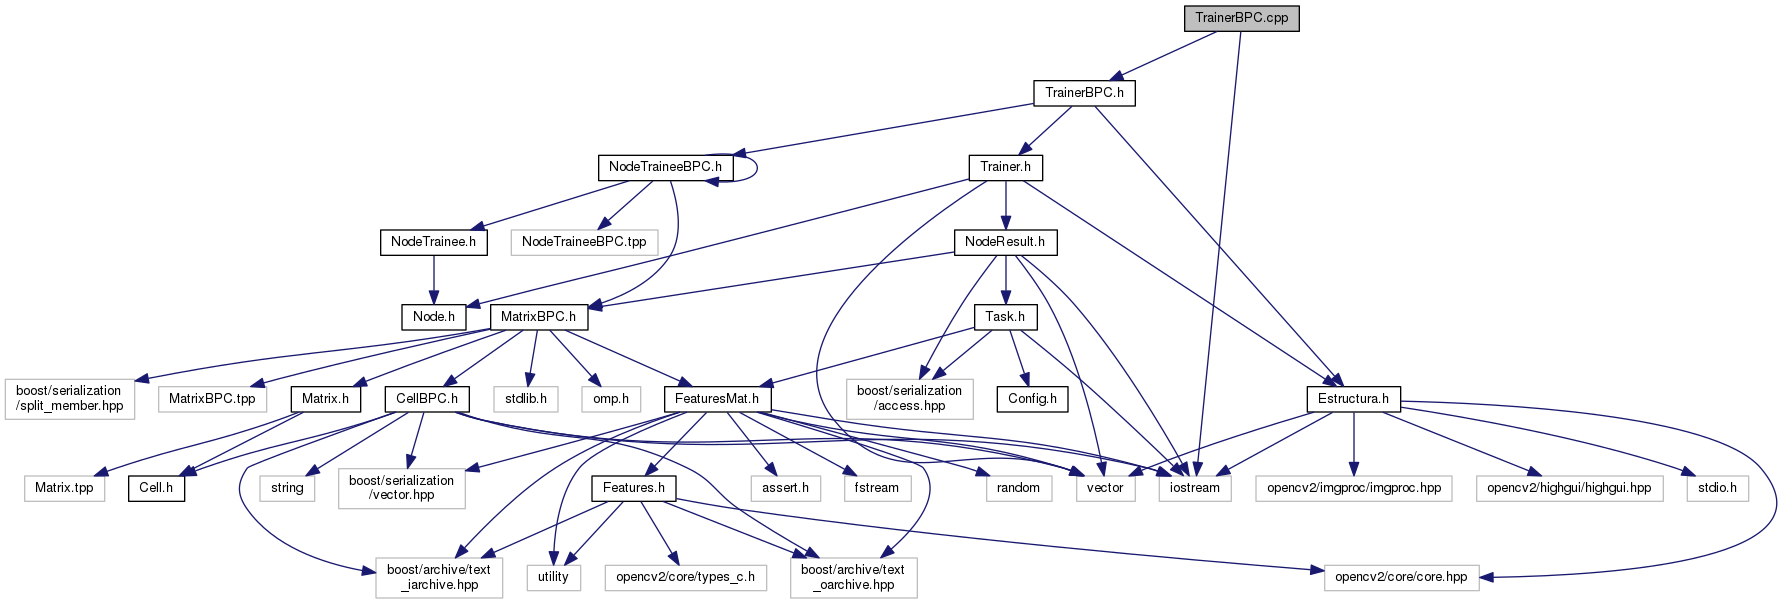 TrainerBPC.cpp
TrainerBPC.h
NodeTraineeBPC.h
Trainer.h
NodeTrainee.h
NodeTraineeBPC.tpp
NodeResult.h
Node.h
MatrixBPC.h
Task.h
boost/serialization
/split_member.hpp
MatrixBPC.tpp
Matrix.h
CellBPC.h
stdlib.h
omp.h
FeaturesMat.h
boost/serialization
/access.hpp
Config.h
Estructura.h
Matrix.tpp
Cell.h
string
boost/serialization
/vector.hpp
Features.h
assert.h
fstream
random
vector
iostream
opencv2/imgproc/imgproc.hpp
opencv2/highgui/highgui.hpp
stdio.h
boost/archive/text
_iarchive.hpp
utility
opencv2/core/types_c.h
boost/archive/text
_oarchive.hpp
opencv2/core/core.hpp